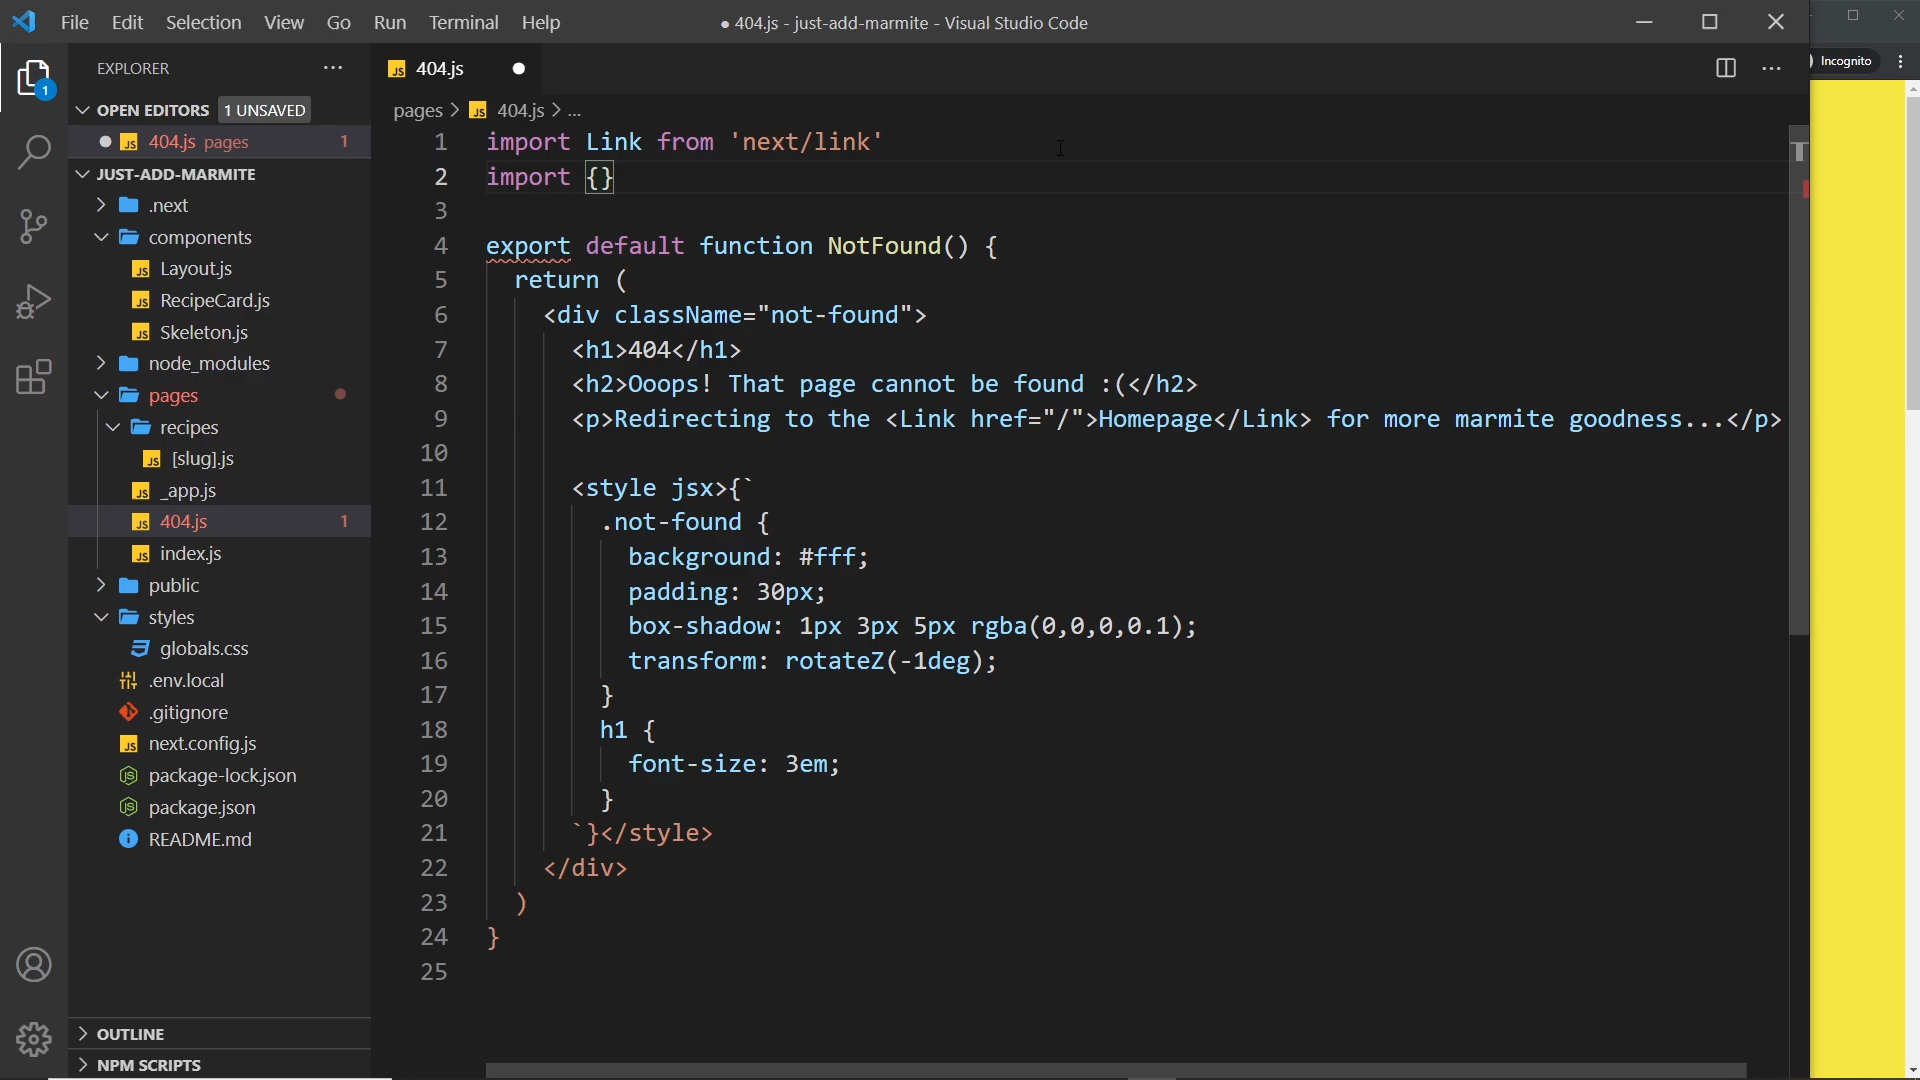 File Edit Selection View Go Run Terminal Help
● 404.js - just-add-marmite - Visual Studio Code
Incognito
EXPLORER
OPEN EDITORS 1 UNSAVED
404.js pages 1
JUST-ADD-MARMITE
.next
components
Layout.js
RecipeCard.js
Skeleton.js
node_modules
pages
recipes
[slug].js
_app.js
404.js 1
index.js
public
styles
globals.css
.env.local
.gitignore
next.config.js
package-lock.json
package.json
README.md
OUTLINE
NPM SCRIPTS
1
404.js
pages > 404.js > ...
1 import Link from 'next/link'
2 import {}
3
4 export default function NotFound() {
5 return (
6 <div className="not-found">
7 <h1>404</h1>
8 <h2>Ooops! That page cannot be found :(</h2>
9 <p>Redirecting to the <Link href="/">Homepage</Link> for more marmite goodness...</p>
10
11 <style jsx>{`
12 .not-found {
13 background: #fff;
14 padding: 30px;
15 box-shadow: 1px 3px 5px rgba(0,0,0,0.1);
16 transform: rotateZ(-1deg);
17 }
18 h1 {
19 font-size: 3em;
20 }
21 `}</style>
22 </div>
23 )
24 }
25